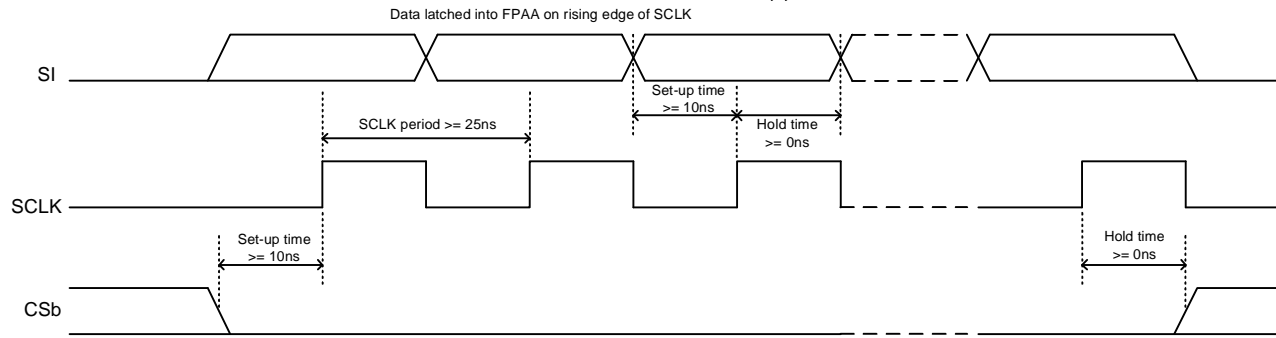 Data latched into FPAA on rising edge of SCLK
SI
Set-up time
>= 10ns
SCLK period >= 25ns
Hold time
>= 0ns
SCLK
Set-up time
>= 10ns
Hold time
>= 0ns
CSb